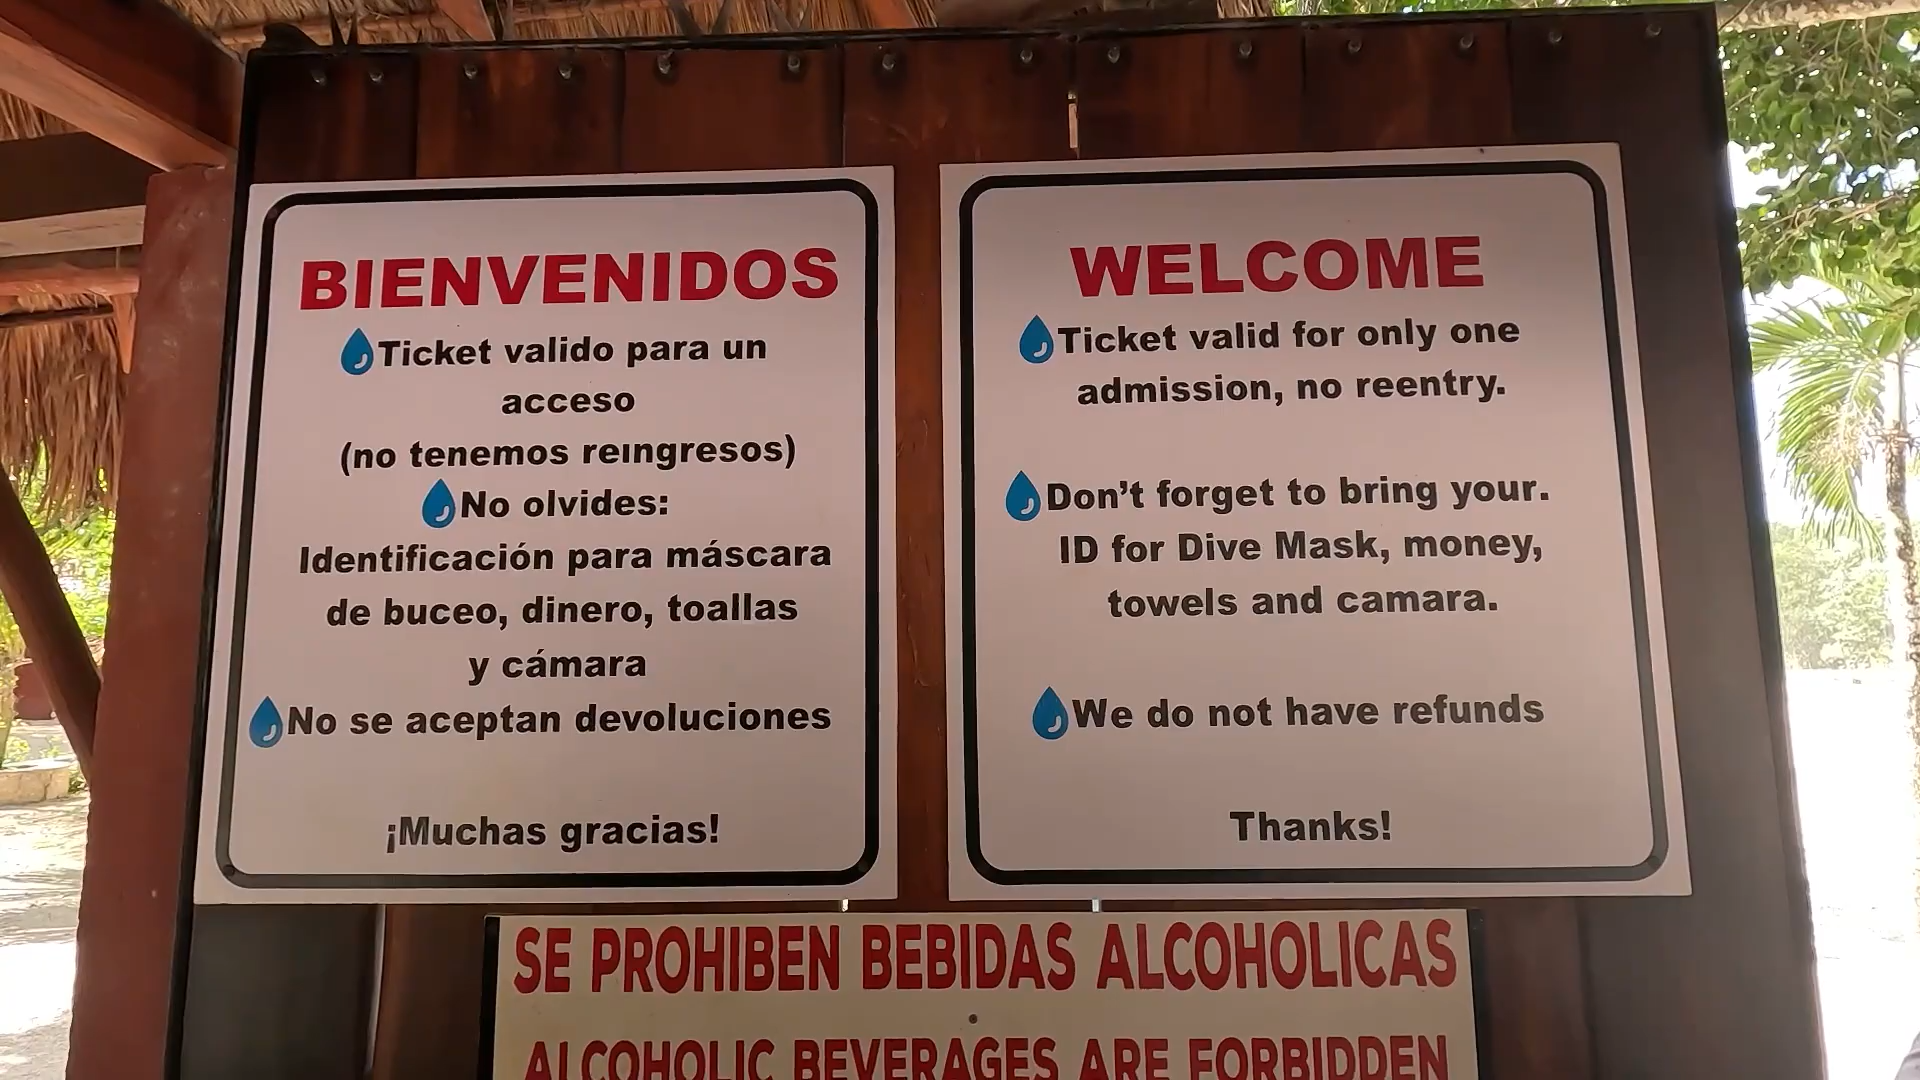 BIENVENIDOS
Ticket valido para un
acceso
(no tenemos reingresos)
No olvides:
Identificación para máscara
de buceo, dinero, toallas
y cámara
No se aceptan devoluciones
¡Muchas gracias!
WELCOME
Ticket valid for only one
admission, no reentry.
Don't forget to bring your.
ID for Dive Mask, money,
towels and camara.
We do not have refunds
Thanks!
SE PROHIBEN BEBIDAS ALCOHOLICAS
ALCOHOLIC BEVERAGES ARE FORBIDDEN